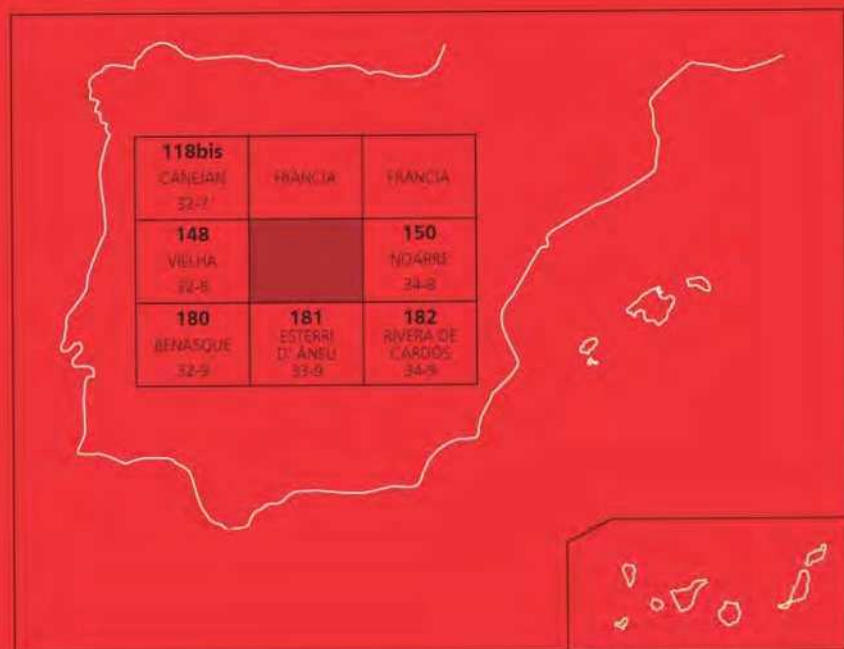 118bis
CANEJAN
32-7
FRANCIA
FRANCIA
148
VIELHA
32-8
150
NOARRE
34-8
180
BENASQUE
32-9
181
ESTERRI
D' ÀNEU
33-9
182
RIVERA DE
CARDÓS
34-9